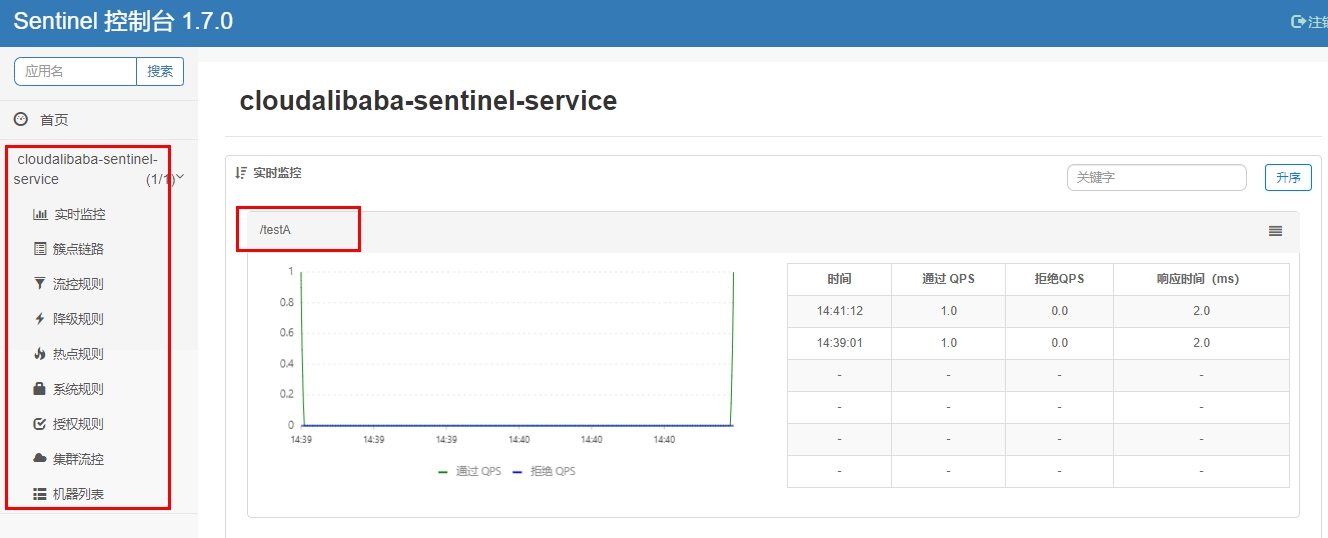 Sentinel 控制台 1.7.0
注销
应用名
搜索
首页
cloudalibaba-sentinel-
service (1/1)
实时监控
簇点链路
流控规则
降级规则
热点规则
系统规则
授权规则
集群流控
机器列表
cloudalibaba-sentinel-service
实时监控
关键字
升序
/testA
1
0.8
0.6
0.4
0.2
0
14:39 14:39 14:39 14:40 14:40 14:40
通过 QPS 拒绝 QPS
时间 通过 QPS 拒绝QPS 响应时间（ms）
14:41:12 1.0 0.0 2.0
14:39:01 1.0 0.0 2.0
- - - -
- - - -
- - - -
- - - -